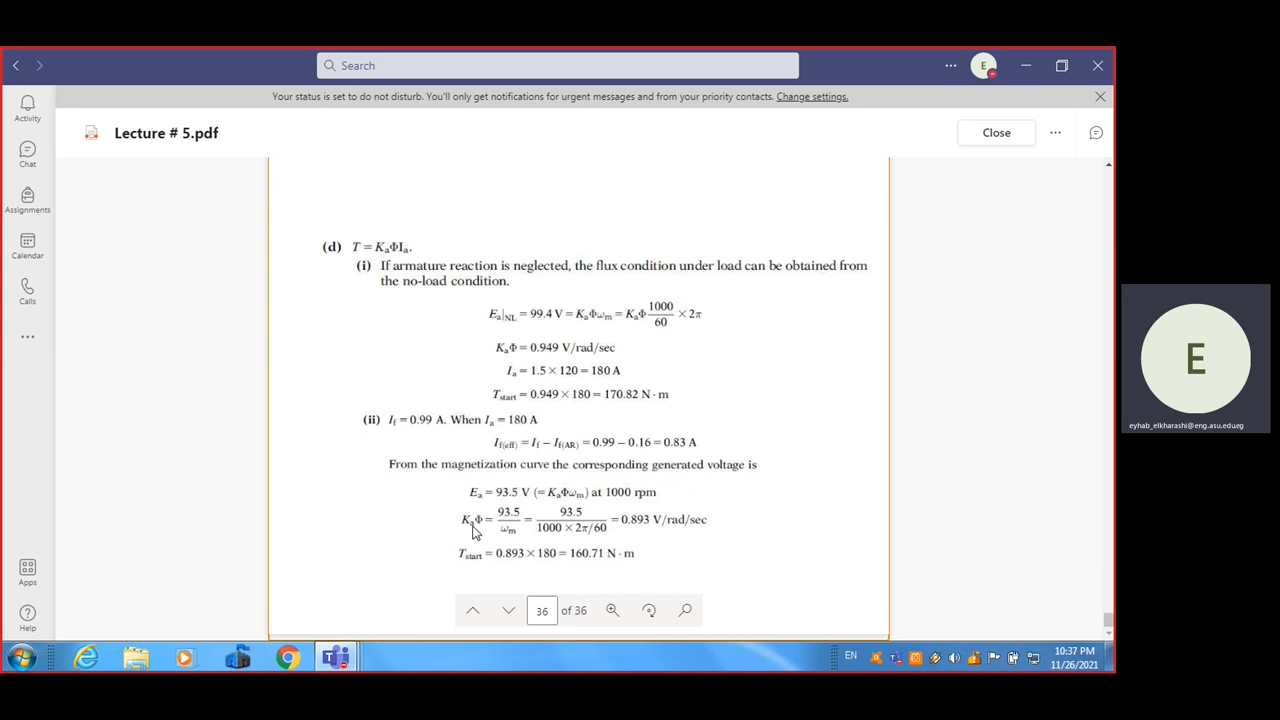 Search
E
Your status is set to do not disturb. You'll only get notifications for urgent messages and from your priority contacts. Change settings.
Activity
Chat
Assignments
Calendar
Calls
Apps
Help
Lecture # 5.pdf
Close
(d) T = KaΦIa.
(i) If armature reaction is neglected, the flux condition under load can be obtained from
the no-load condition.
Ea|NL = 99.4 V = KaΦωm = KaΦ 1000/60 × 2π
KaΦ = 0.949 V/rad/sec
Ia = 1.5 × 120 = 180 A
Tstart = 0.949 × 180 = 170.82 N · m
(ii) If = 0.99 A. When Ia = 180 A
If(eff) = If − If(AR) = 0.99 − 0.16 = 0.83 A
From the magnetization curve the corresponding generated voltage is
Ea = 93.5 V (= KaΦωm) at 1000 rpm
KaΦ = 93.5/ωm = 93.5/(1000 × 2π/60) = 0.893 V/rad/sec
Tstart = 0.893 × 180 = 160.71 N · m
36 of 36
E
eyhab_elkharashi@eng.asu.edu.eg
EN
10:37 PM
11/26/2021